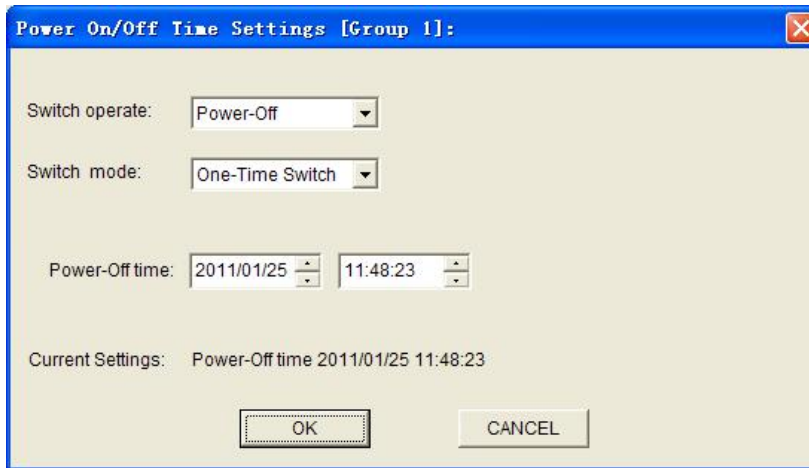 Power On/Off Time Settings [Group 1]:
Switch operate: Power-Off
Switch mode: One-Time Switch
Power-Off time: 2011/01/25 11:48:23
Current Settings: Power-Off time 2011/01/25 11:48:23
OK CANCEL